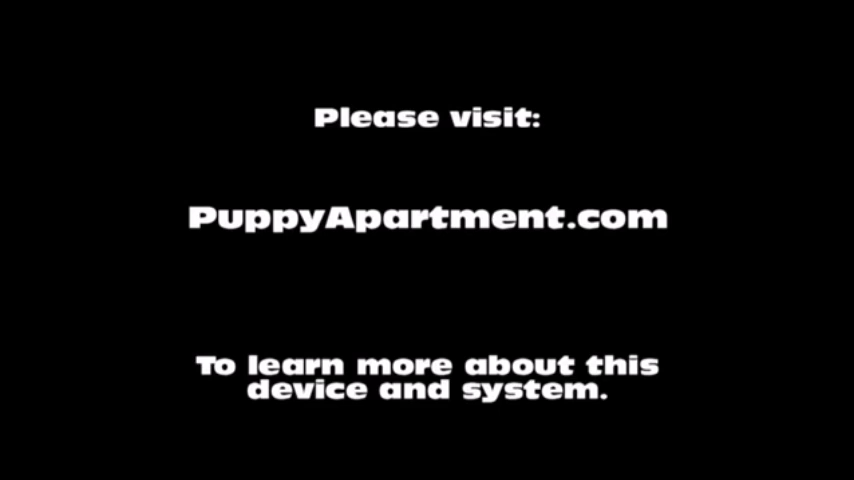 Please visit:
PuppyApartment.com
To learn more about this
device and system.